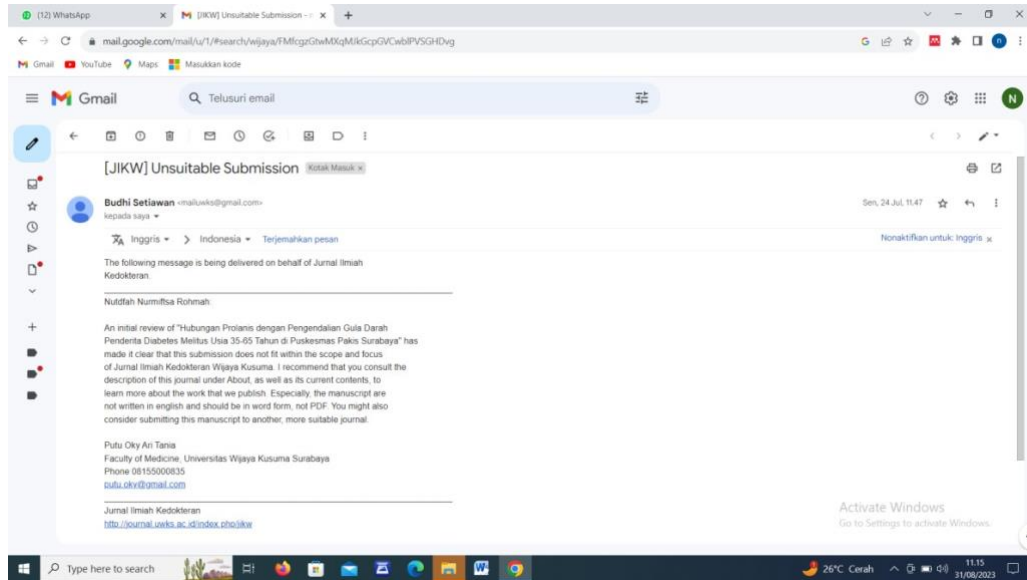 (12) WhatsApp
[JIKW] Unsuitable Submission -
mail.google.com/mail/u/1/#search/wijaya/
Gmail
YouTube
Maps
Masukkan kode
Gmail
Telusuri email
N
[JIKW] Unsuitable Submission
Kotak Masuk x
Budhi Setiawan <mailuwks@gmail.com>
Sen, 24 Jul, 11.47
kepada saya
Inggris
Indonesia
Terjemahkan pesan
Nonaktifkan untuk: Inggris x
The following message is being delivered on behalf of Jurnal Ilmiah
Kedokteran.
Rohmah:
An initial review of "Hubungan Prolanis dengan Pengendalian Gula Darah
Penderita Diabetes Melitus Usia 35-65 Tahun di Puskesmas Pakis Surabaya" has
made it clear that this submission does not fit within the scope and focus
of Jurnal Ilmiah Kedokteran Wijaya Kusuma. I recommend that you consult the
description of this journal under About, as well as its current contents, to
learn more about the work that we publish. Especially, the manuscript are
not written in english and should be in word form, not PDF. You might also
consider submitting this manuscript to another, more suitable journal.
Putu Oky Ari Tania
Faculty of Medicine, Universitas Wijaya Kusuma Surabaya
Phone 08155000835
putu.oky@gmail.com
Jurnal Ilmiah Kedokteran
http://journal.uwks.ac.id/index.php/jikw
Activate Windows
Go to Settings to activate Windows.
Type here to search
26°C Cerah
11.15
31/08/2023